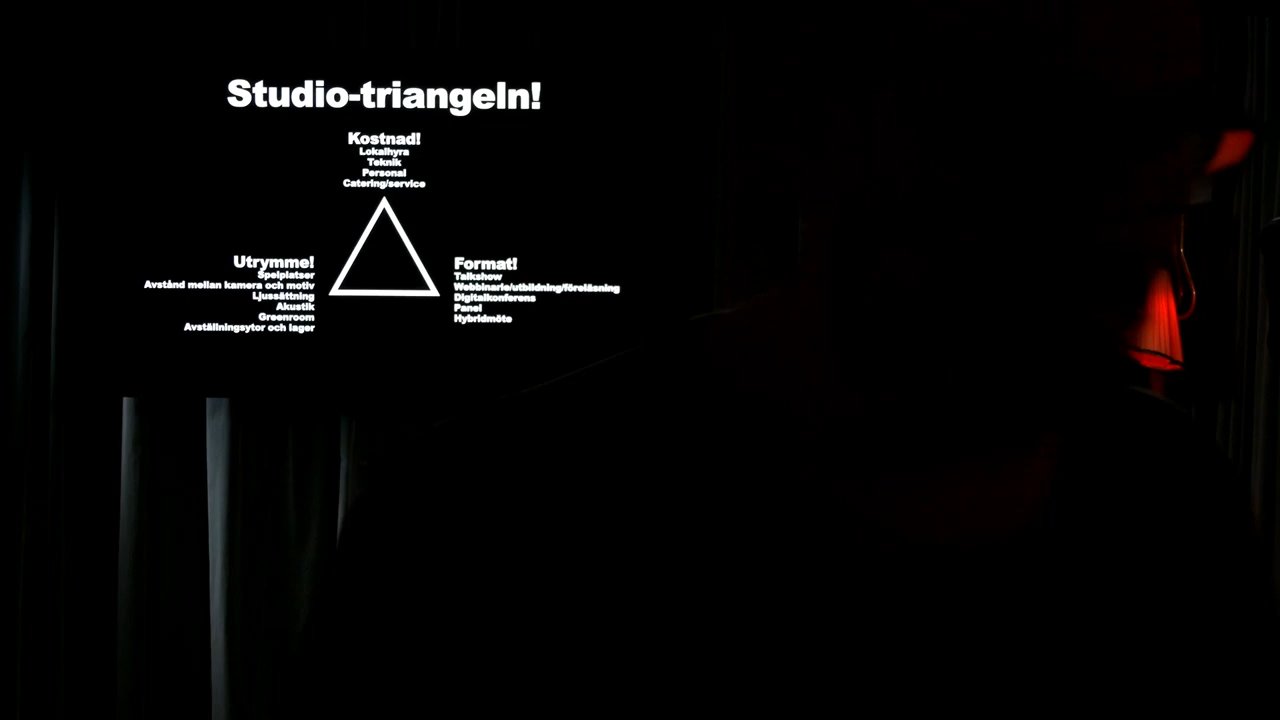 Studio-triangeln!
Kostnad!
Lokalhyra
Teknik
Personal
Catering/service
Utrymme!
Spelplatser
Avstånd mellan kamera och motiv
Ljussättning
Akustik
Greenroom
Avställningsytor och lager
Format!
Talkshow
Webbinarie/utbildning/föreläsning
Digitalkonferens
Panel
Hybridmöte